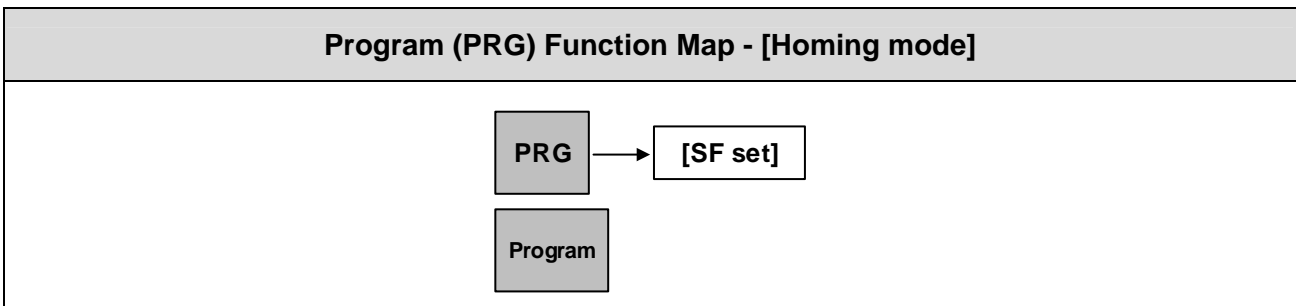 Program (PRG) Function Map - [Homing mode]
PRG [SF set]
Program